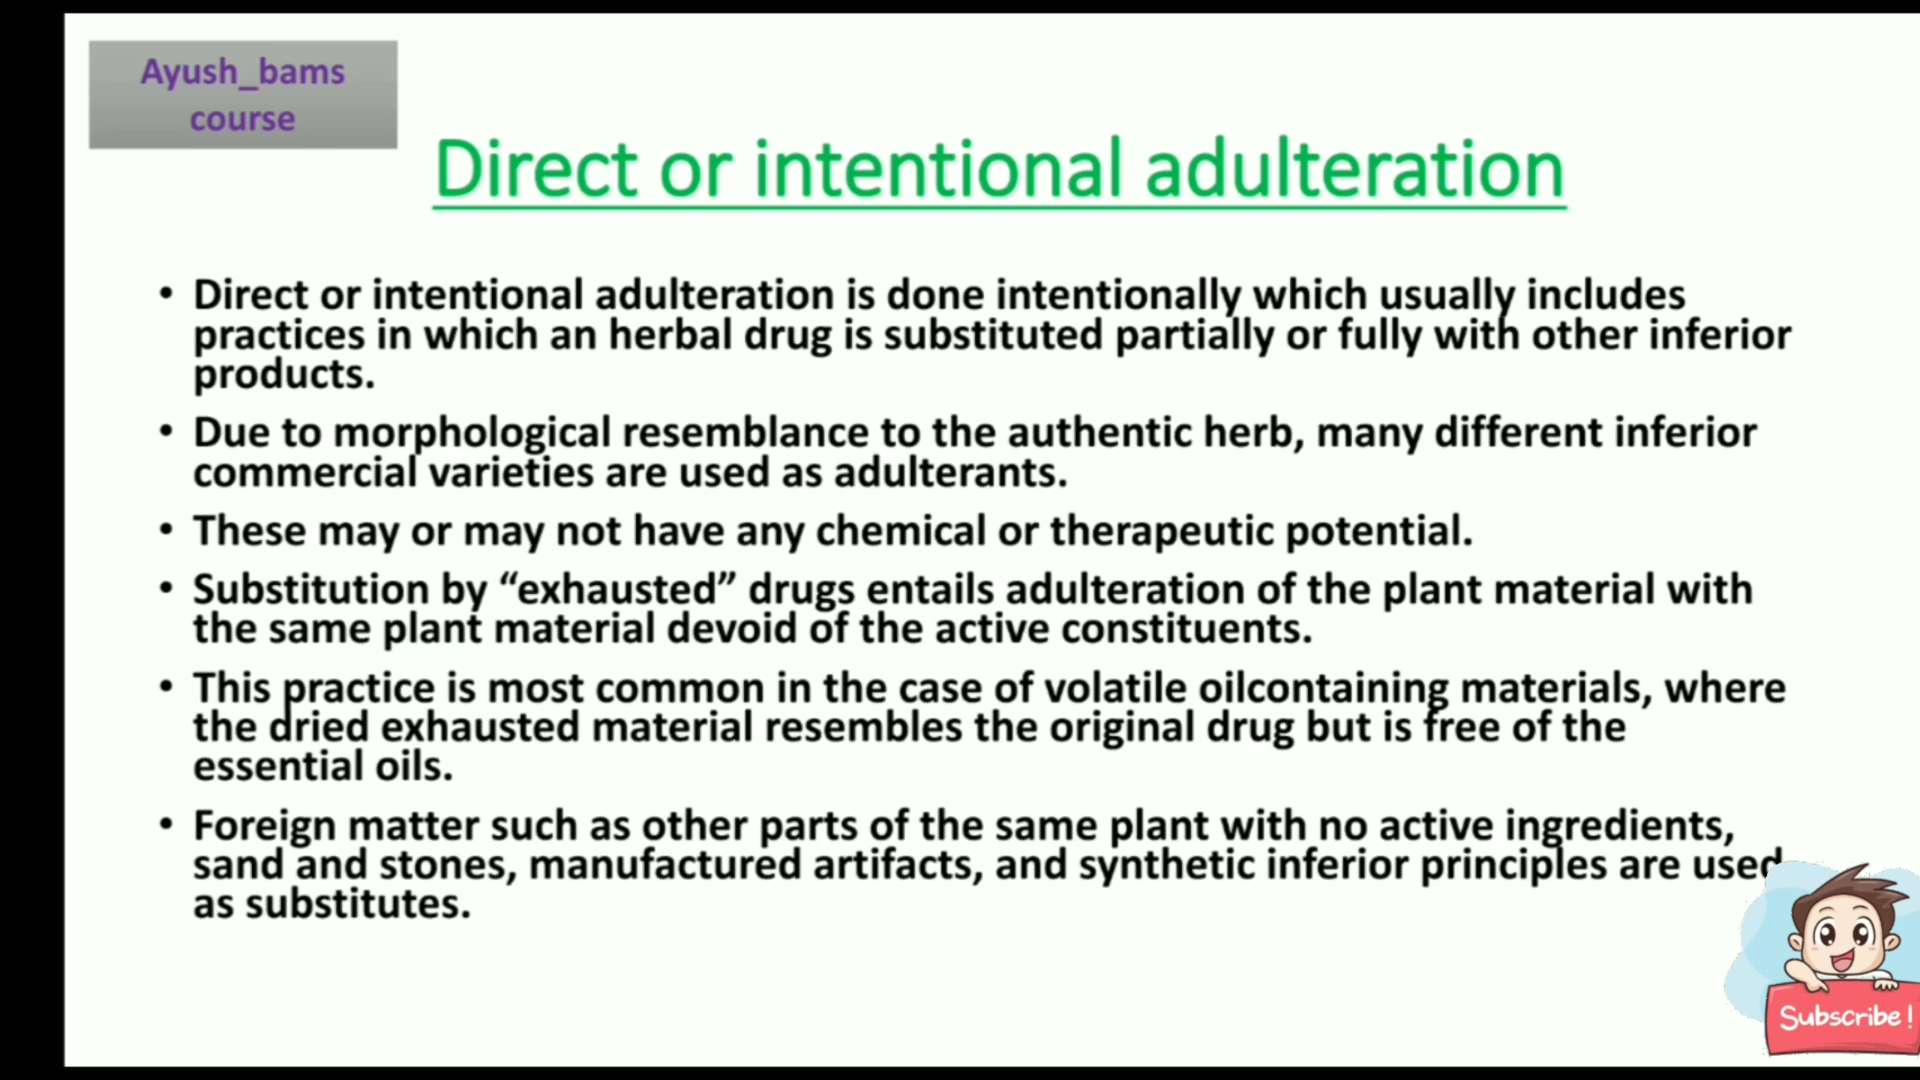 Ayush_bams
course
Direct or intentional adulteration
• Direct or intentional adulteration is done intentionally which usually includes
practices in which an herbal drug is substituted partially or fully with other inferior
products.
• Due to morphological resemblance to the authentic herb, many different inferior
commercial varieties are used as adulterants.
• These may or may not have any chemical or therapeutic potential.
• Substitution by “exhausted” drugs entails adulteration of the plant material with
the same plant material devoid of the active constituents.
• This practice is most common in the case of volatile oilcontaining materials, where
the dried exhausted material resembles the original drug but is free of the
essential oils.
• Foreign matter such as other parts of the same plant with no active ingredients,
sand and stones, manufactured artifacts, and synthetic inferior principles are used
as substitutes.
Subscribe!